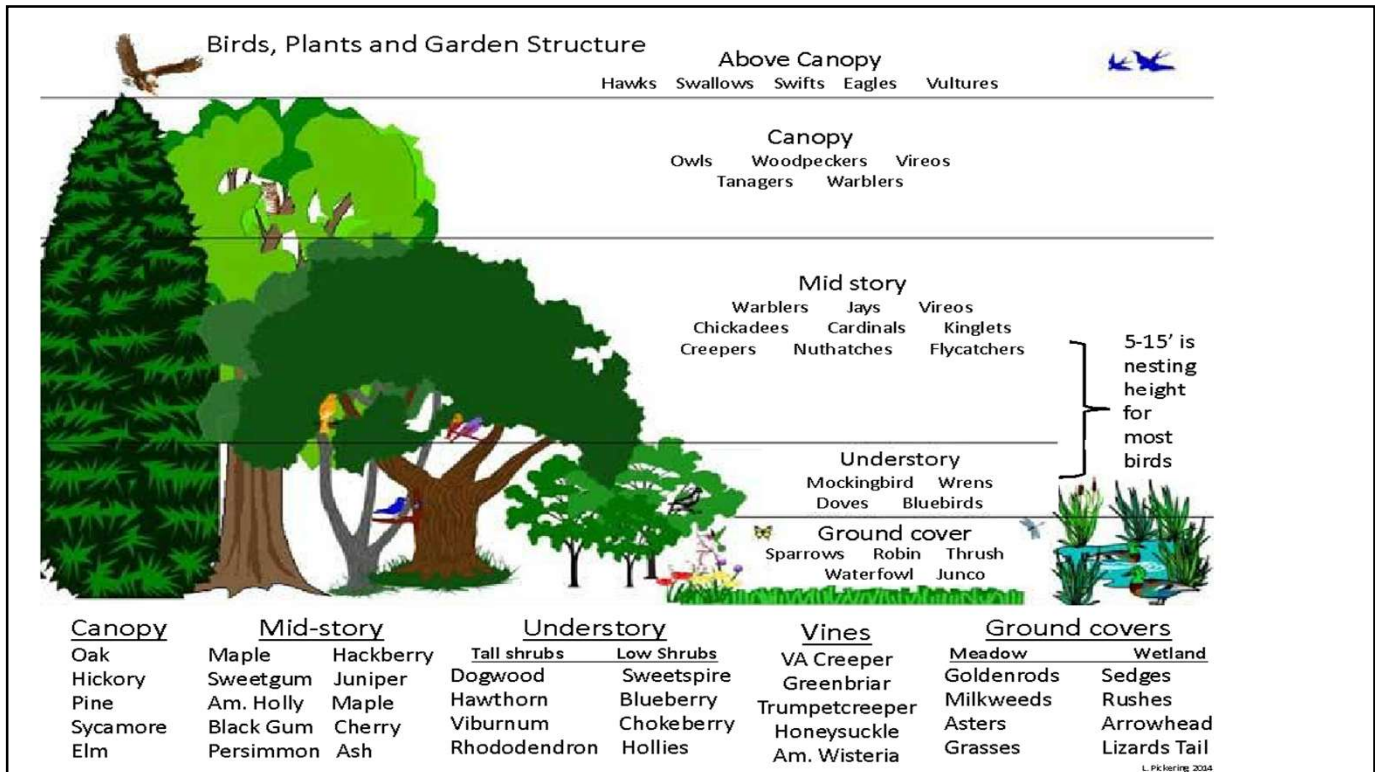 Birds, Plants and Garden Structure
Above Canopy
Hawks Swallows Swifts Eagles Vultures
Canopy
Owls Woodpeckers Vireos
Tanagers Warblers
Mid story
Warblers Jays Vireos
Chickadees Cardinals Kinglets
Creepers Nuthatches Flycatchers
5-15' is
nesting
height
for
most
birds
Understory
Mockingbird Wrens
Doves Bluebirds
Ground cover
Sparrows Robin Thrush
Waterfowl Junco
Canopy
Oak
Hickory
Pine
Sycamore
Elm
Mid-story
Maple Hackberry
Sweetgum Juniper
Am. Holly Maple
Black Gum Cherry
Persimmon Ash
Understory
Tall shrubs Low Shrubs
Dogwood Sweetspire
Hawthorn Blueberry
Viburnum Chokeberry
Rhododendron Hollies
Vines
VA Creeper
Greenbriar
Trumpetcreeper
Honeysuckle
Am. Wisteria
Ground covers
Meadow Wetland
Goldenrods Sedges
Milkweeds Rushes
Asters Arrowhead
Grasses Lizards Tail
L. Pickering 2014